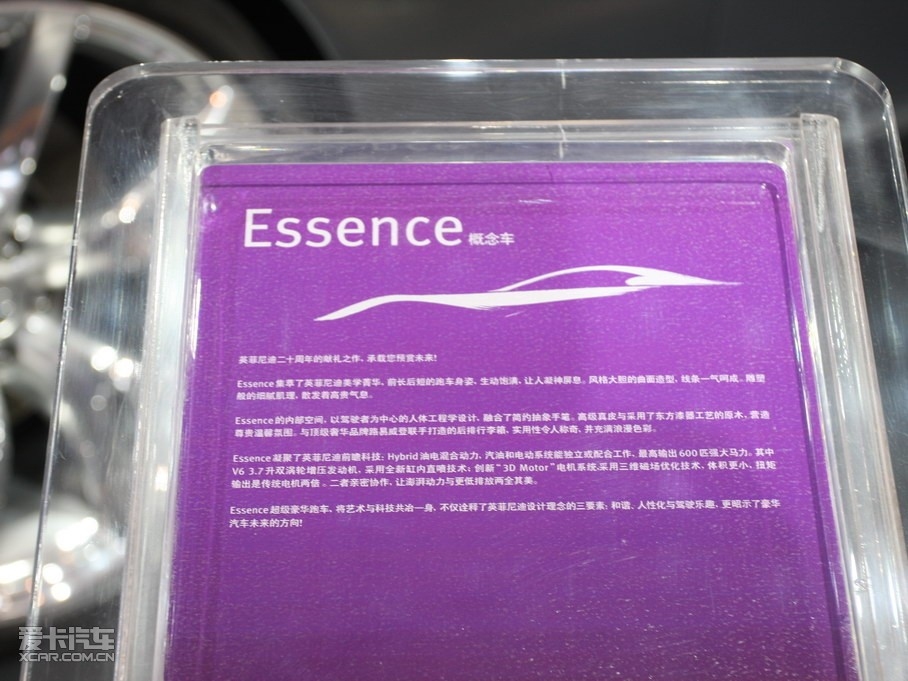 Essence 概念车
英菲尼迪二十周年的献礼之作，承载您预赏未来！
Essence 集萃了英菲尼迪美学菁华，前长后短的跑车身姿，生动饱满，让人凝神屏息。风格大胆的曲面造型，线条一气呵成。雕塑
般的细腻肌理，散发着高贵气息。
Essence 的内部空间，以驾驶者为中心的人体工程学设计，融合了简约抽象手笔。高级真皮与采用了东方漆器工艺的原木，营造
尊贵温馨氛围。与顶级奢华品牌路易威登联手打造的后排行李箱，实用性令人称奇，并充满浪漫色彩。
Essence 凝聚了英菲尼迪前瞻科技：Hybrid 油电混合动力，汽油和电动系统能独立或配合工作，最高输出 600 匹强大马力。其中
V6 3.7 升双涡轮增压发动机，采用全新缸内直喷技术；创新“3D Motor”电机系统采用三维磁场优化技术，体积更小，扭矩
输出是传统电机两倍。二者亲密协作，让澎湃动力与更低排放两全其美。
Essence 超级豪华跑车，将艺术与科技共冶一身，不仅诠释了英菲尼迪设计理念的三要素：和谐、人性化与驾驶乐趣，更昭示了豪华
汽车未来的方向！
爱卡汽车
XCAR.COM.CN